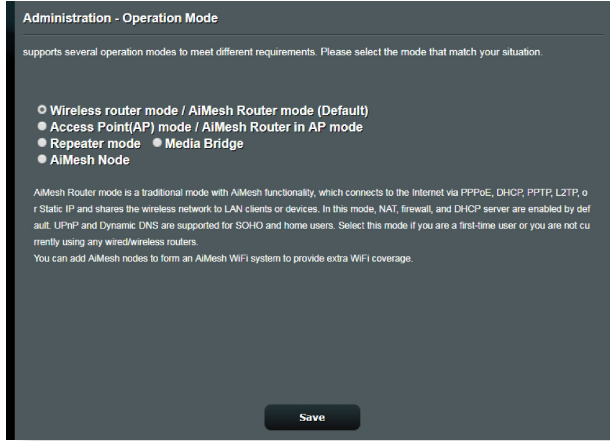 Administration - Operation Mode
supports several operation modes to meet different requirements. Please select the mode that match your situation.
Wireless router mode / AiMesh Router mode (Default)
Access Point(AP) mode / AiMesh Router in AP mode
Repeater mode Media Bridge
AiMesh Node
AiMesh Router mode is a traditional mode with AiMesh functionality, which connects to the Internet via PPPoE, DHCP, PPTP, L2TP, o
r Static IP and shares the wireless network to LAN clients or devices. In this mode, NAT, firewall, and DHCP server are enabled by def
ault. UPnP and Dynamic DNS are supported for SOHO and home users. Select this mode if you are a first-time user or you are not cu
rrently using any wired/wireless routers.
You can add AiMesh nodes to form an AiMesh WiFi system to provide extra WiFi coverage.
Save